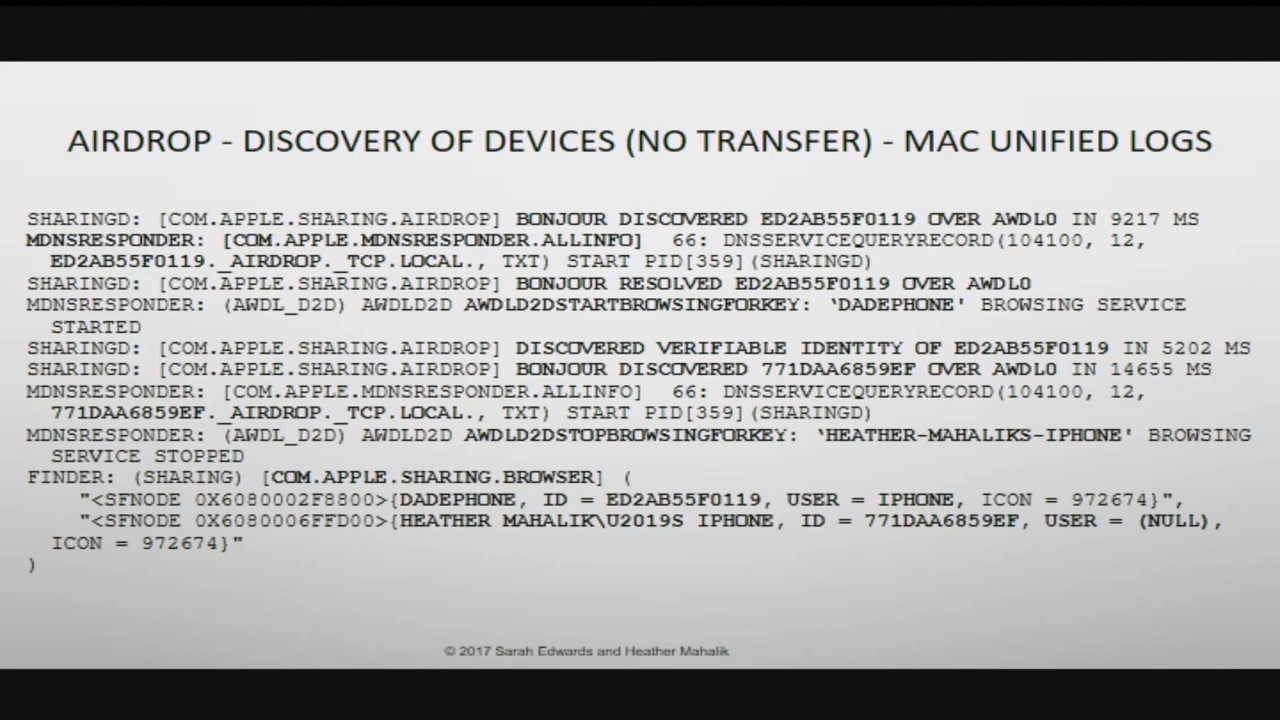 AIRDROP - DISCOVERY OF DEVICES (NO TRANSFER) - MAC UNIFIED LOGS
SHARINGD: [COM.APPLE.SHARING.AIRDROP] BONJOUR DISCOVERED ED2AB55F0119 OVER AWDL0 IN 9217 MS
MDNSRESPONDER: [COM.APPLE.MDNSRESPONDER.ALLINFO]  66: DNSSERVICEQUERYRECORD(104100, 12,
ED2AB55F0119._AIRDROP._TCP.LOCAL., TXT) START PID[359](SHARINGD)
SHARINGD: [COM.APPLE.SHARING.AIRDROP] BONJOUR RESOLVED ED2AB55F0119 OVER AWDL0
MDNSRESPONDER: (AWDL_D2D) AWDLD2D AWDLD2DSTARTBROWSINGFORKEY: ‘DADEPHONE' BROWSING SERVICE
STARTED
SHARINGD: [COM.APPLE.SHARING.AIRDROP] DISCOVERED VERIFIABLE IDENTITY OF ED2AB55F0119 IN 5202 MS
SHARINGD: [COM.APPLE.SHARING.AIRDROP] BONJOUR DISCOVERED 771DAA6859EF OVER AWDL0 IN 14655 MS
MDNSRESPONDER: [COM.APPLE.MDNSRESPONDER.ALLINFO]  66: DNSSERVICEQUERYRECORD(104100, 12,
771DAA6859EF._AIRDROP._TCP.LOCAL., TXT) START PID[359](SHARINGD)
MDNSRESPONDER: (AWDL_D2D) AWDLD2D AWDLD2DSTOPBROWSINGFORKEY: ‘HEATHER-MAHALIKS-IPHONE' BROWSING
SERVICE STOPPED
FINDER: (SHARING) [COM.APPLE.SHARING.BROWSER] (
"<SFNODE 0X6080002F8800>{DADEPHONE, ID = ED2AB55F0119, USER = IPHONE, ICON = 972674}",
"<SFNODE 0X6080006FFD00>{HEATHER MAHALIK\U2019S IPHONE, ID = 771DAA6859EF, USER = (NULL),
ICON = 972674}"
)
© 2017 Sarah Edwards and Heather Mahalik